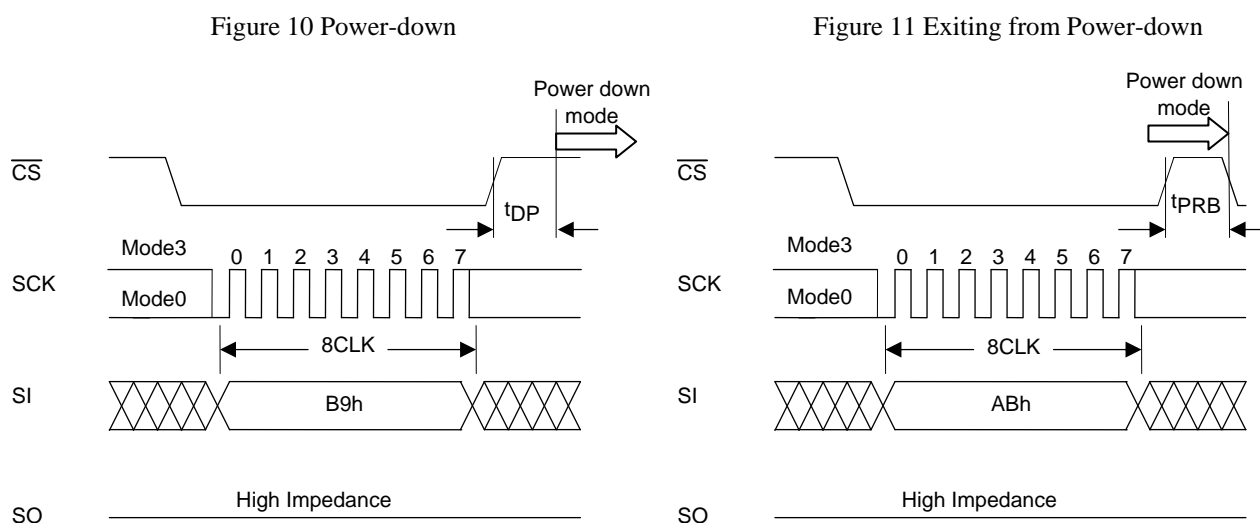 Figure 10 Power-down
Power down
mode
CS
tDP
Mode3
0 1 2 3 4 5 6 7
SCK
Mode0
8CLK
SI
B9h
High Impedance
SO
Figure 11 Exiting from Power-down
Power down
mode
CS
tPRB
Mode3
0 1 2 3 4 5 6 7
SCK
Mode0
8CLK
SI
ABh
High Impedance
SO